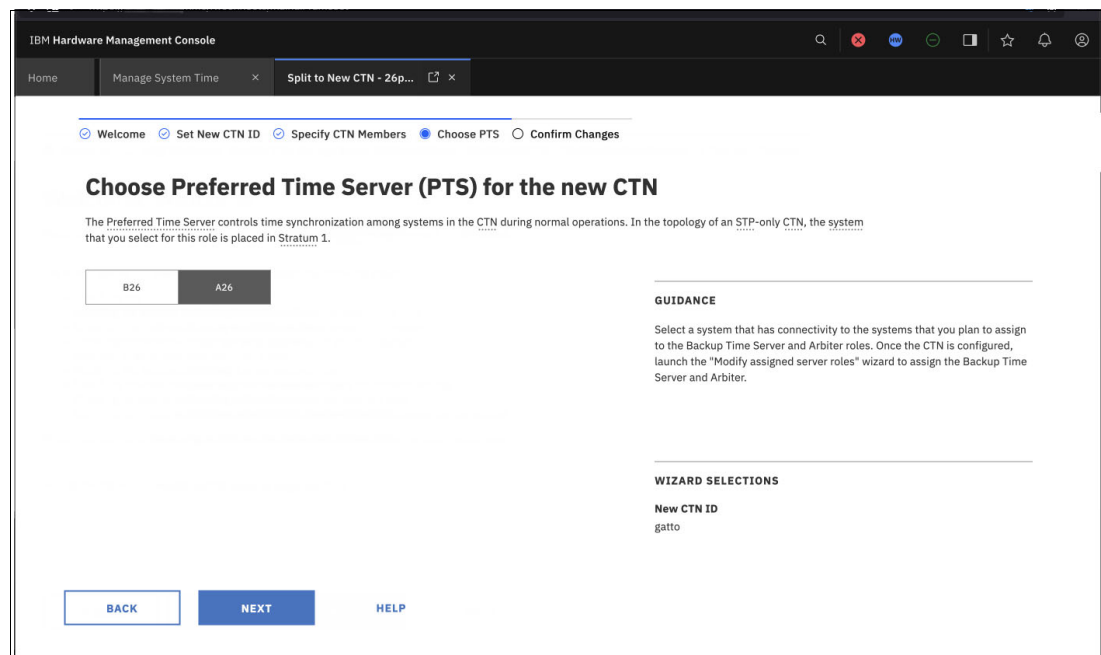 IBM Hardware Management Console
HW
Home
Manage System Time
Split to New CTN - 26p...
Welcome Set New CTN ID Specify CTN Members Choose PTS Confirm Changes
Choose Preferred Time Server (PTS) for the new CTN
The Preferred Time Server controls time synchronization among systems in the CTN during normal operations. In the topology of an STP-only CTN, the system
that you select for this role is placed in Stratum 1.
B26
A26
GUIDANCE
Select a system that has connectivity to the systems that you plan to assign
to the Backup Time Server and Arbiter roles. Once the CTN is configured,
launch the "Modify assigned server roles" wizard to assign the Backup Time
Server and Arbiter.
WIZARD SELECTIONS
New CTN ID
gatto
BACK
NEXT
HELP